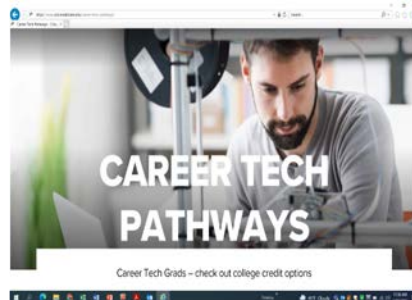 CAREER TECH
PATHWAYS
Career Tech Grads – check out college credit options